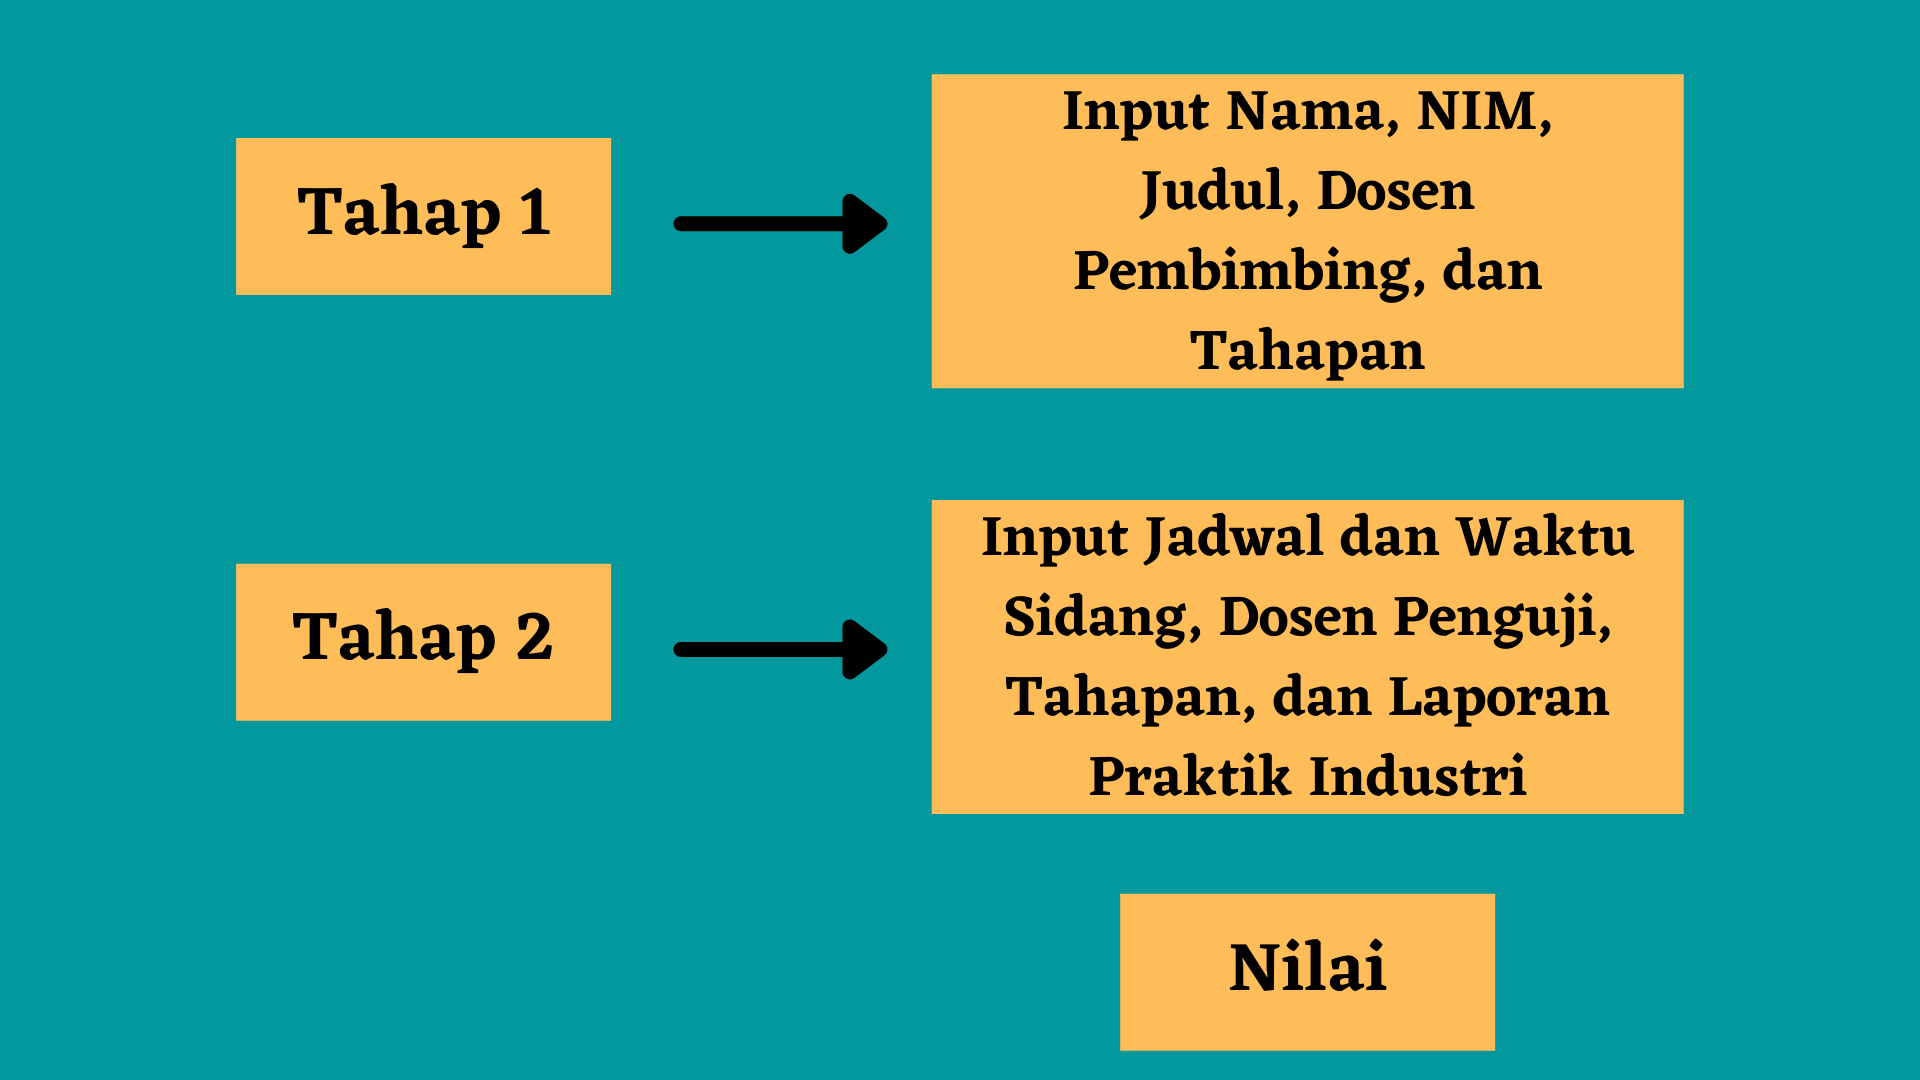 Tahap 1
Input Nama, NIM,
Judul, Dosen
Pembimbing, dan
Tahapan
Tahap 2
Input Jadwal dan Waktu
Sidang, Dosen Penguji,
Tahapan, dan Laporan
Praktik Industri
Nilai